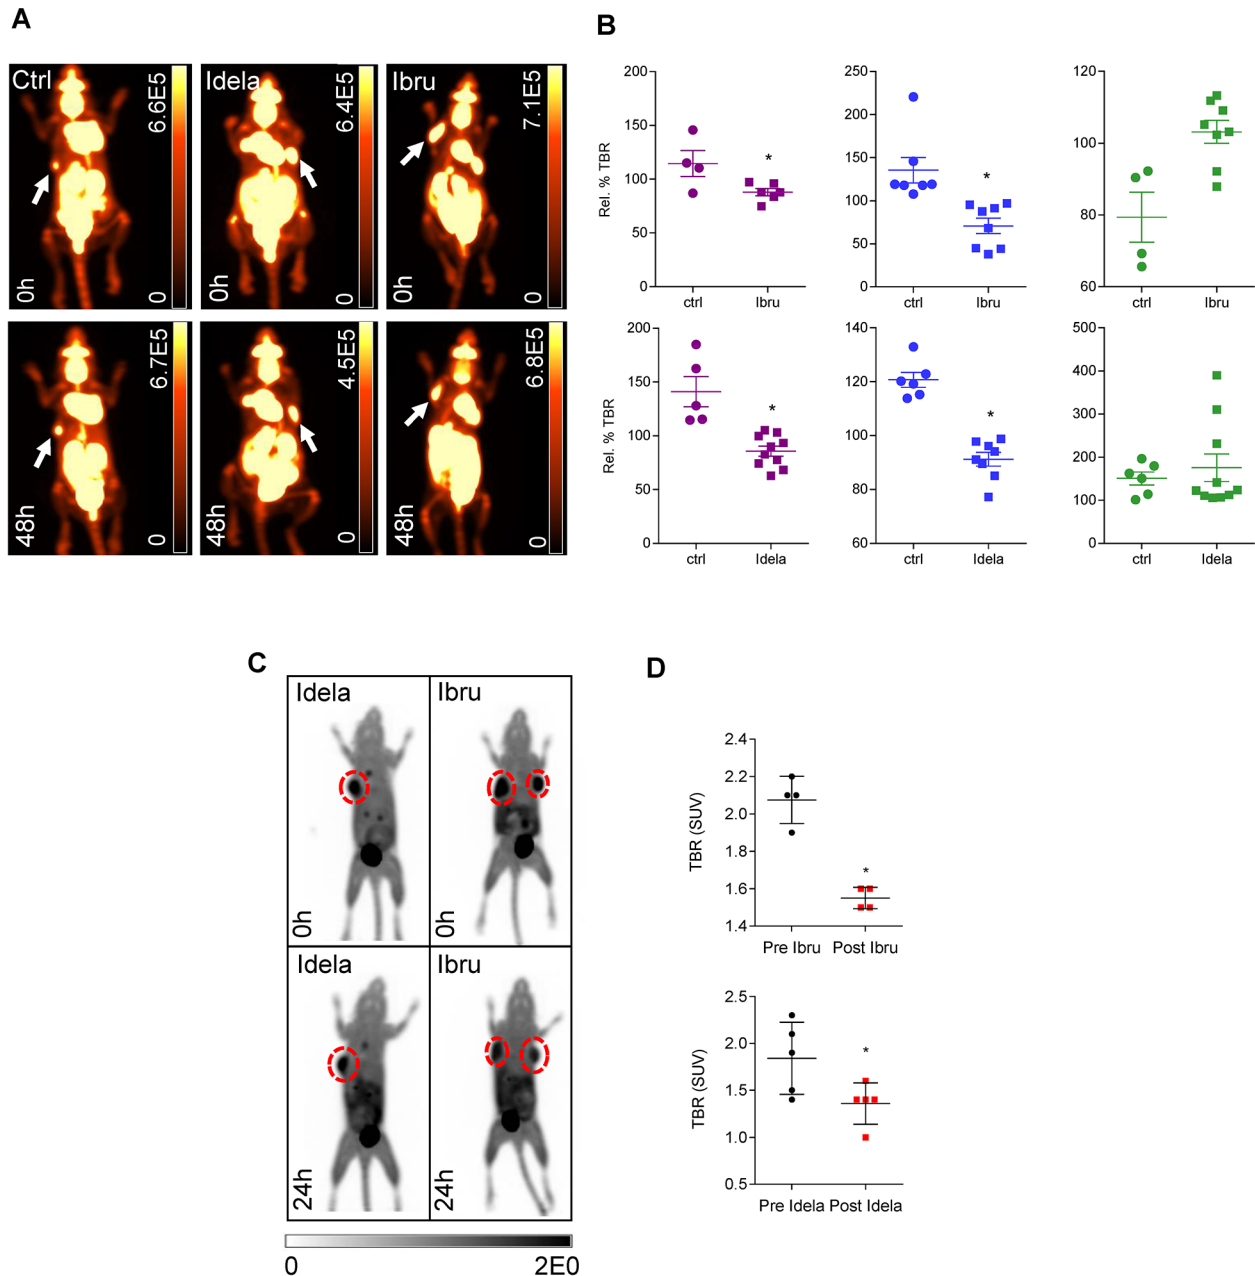 A
Ctrl
6.6E5
0h
0
Idela
6.4E5
0
Ibru
7.1E5
0h
0
6.7E5
48h
0
4.5E5
0
6.8E5
48h
0
B
200
150
100
50
0
Rel. % TBR
*
ctrl
Ibru
250
200
150
100
50
0
*
ctrl
Ibru
120
100
80
60
ctrl
Ibru
200
150
100
50
0
Rel. % TBR
*
ctrl
Idela
140
120
100
80
60
*
ctrl
Idela
500
400
300
200
100
0
ctrl
Idela
C
Idela
0h
Ibru
0h
Idela
24h
Ibru
24h
0
2E0
D
2.4
2.2
2.0
1.8
1.6
1.4
TBR (SUV)
*
Pre Ibru
Post Ibru
2.5
2.0
1.5
1.0
0.5
TBR (SUV)
*
Pre Idela
Post Idela